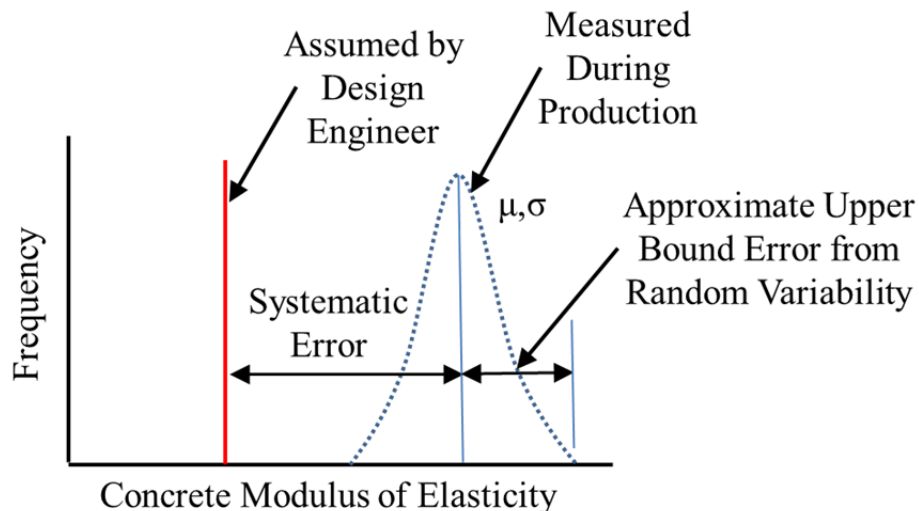 Assumed by
Design
Engineer
Measured
During
Production
μ,σ
Approximate Upper
Bound Error from
Random Variability
Systematic
Error
Frequency
Concrete Modulus of Elasticity